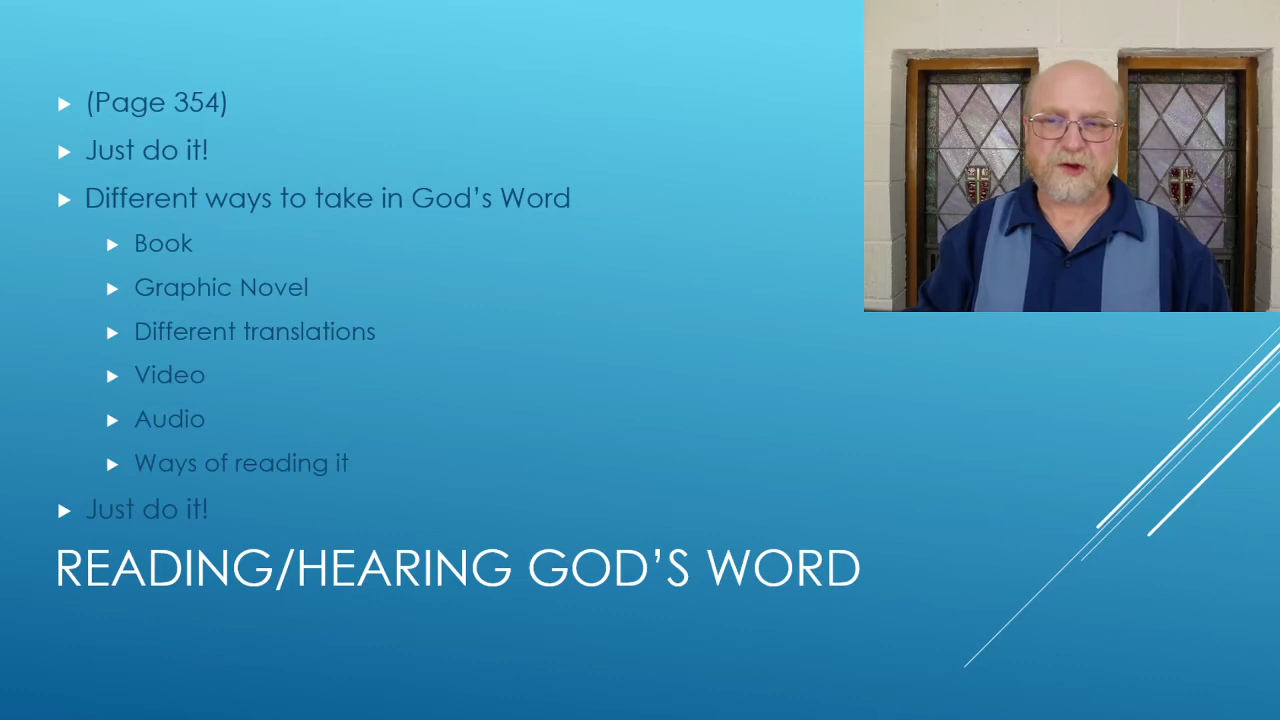 (Page 354)
Just do it!
Different ways to take in God’s Word
Book
Graphic Novel
Different translations
Video
Audio
Ways of reading it
Just do it!
READING/HEARING GOD’S WORD